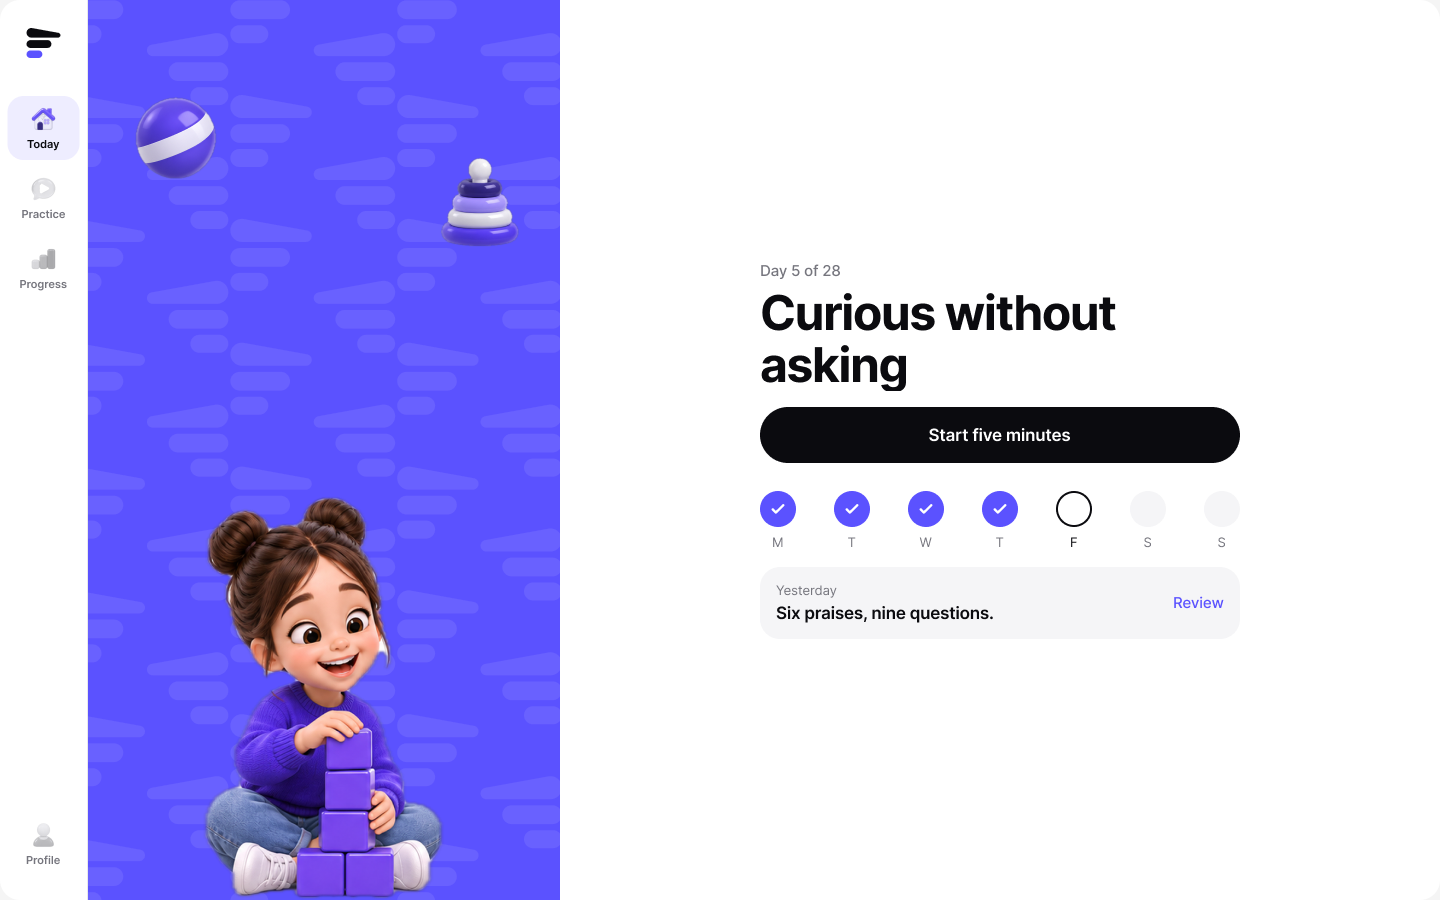 Today
Practice
Progress
Profile
Day 5 of 28
Curious without
asking
Start five minutes
M T W T F S S
Yesterday
Six praises, nine questions.
Review